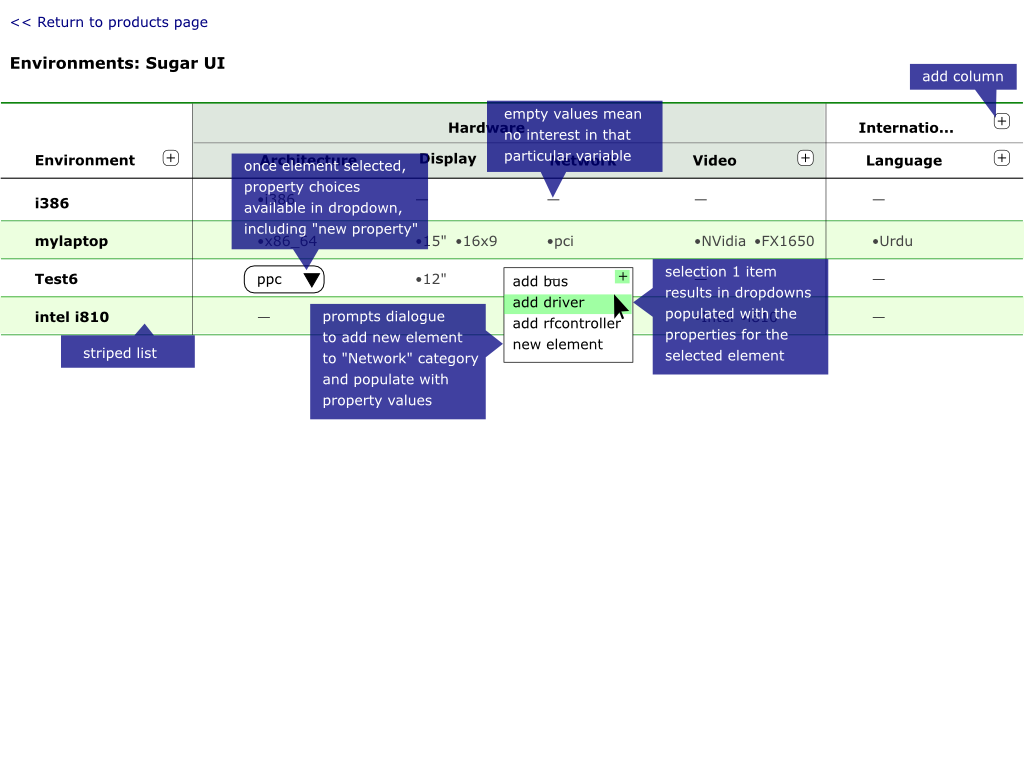 << Return to products page
Environments: Sugar UI
add column
Hardware
Internatio... +
empty values mean
no interest in that
particular variable
Environment +
Architecture
Display
Network
Video +
Language +
once element selected,
property choices
available in dropdown,
including "new property"
i386 •i386 — — — —
mylaptop •x86_64 •15" •16x9 •pci •NVidia •FX1650 •Urdu
Test6 ppc •12" — —
add bus +
add driver
add rfcontroller
new element
selection 1 item
results in dropdowns
populated with the
properties for the
selected element
intel i810 — —
prompts dialogue
to add new element
to "Network" category
and populate with
property values
striped list